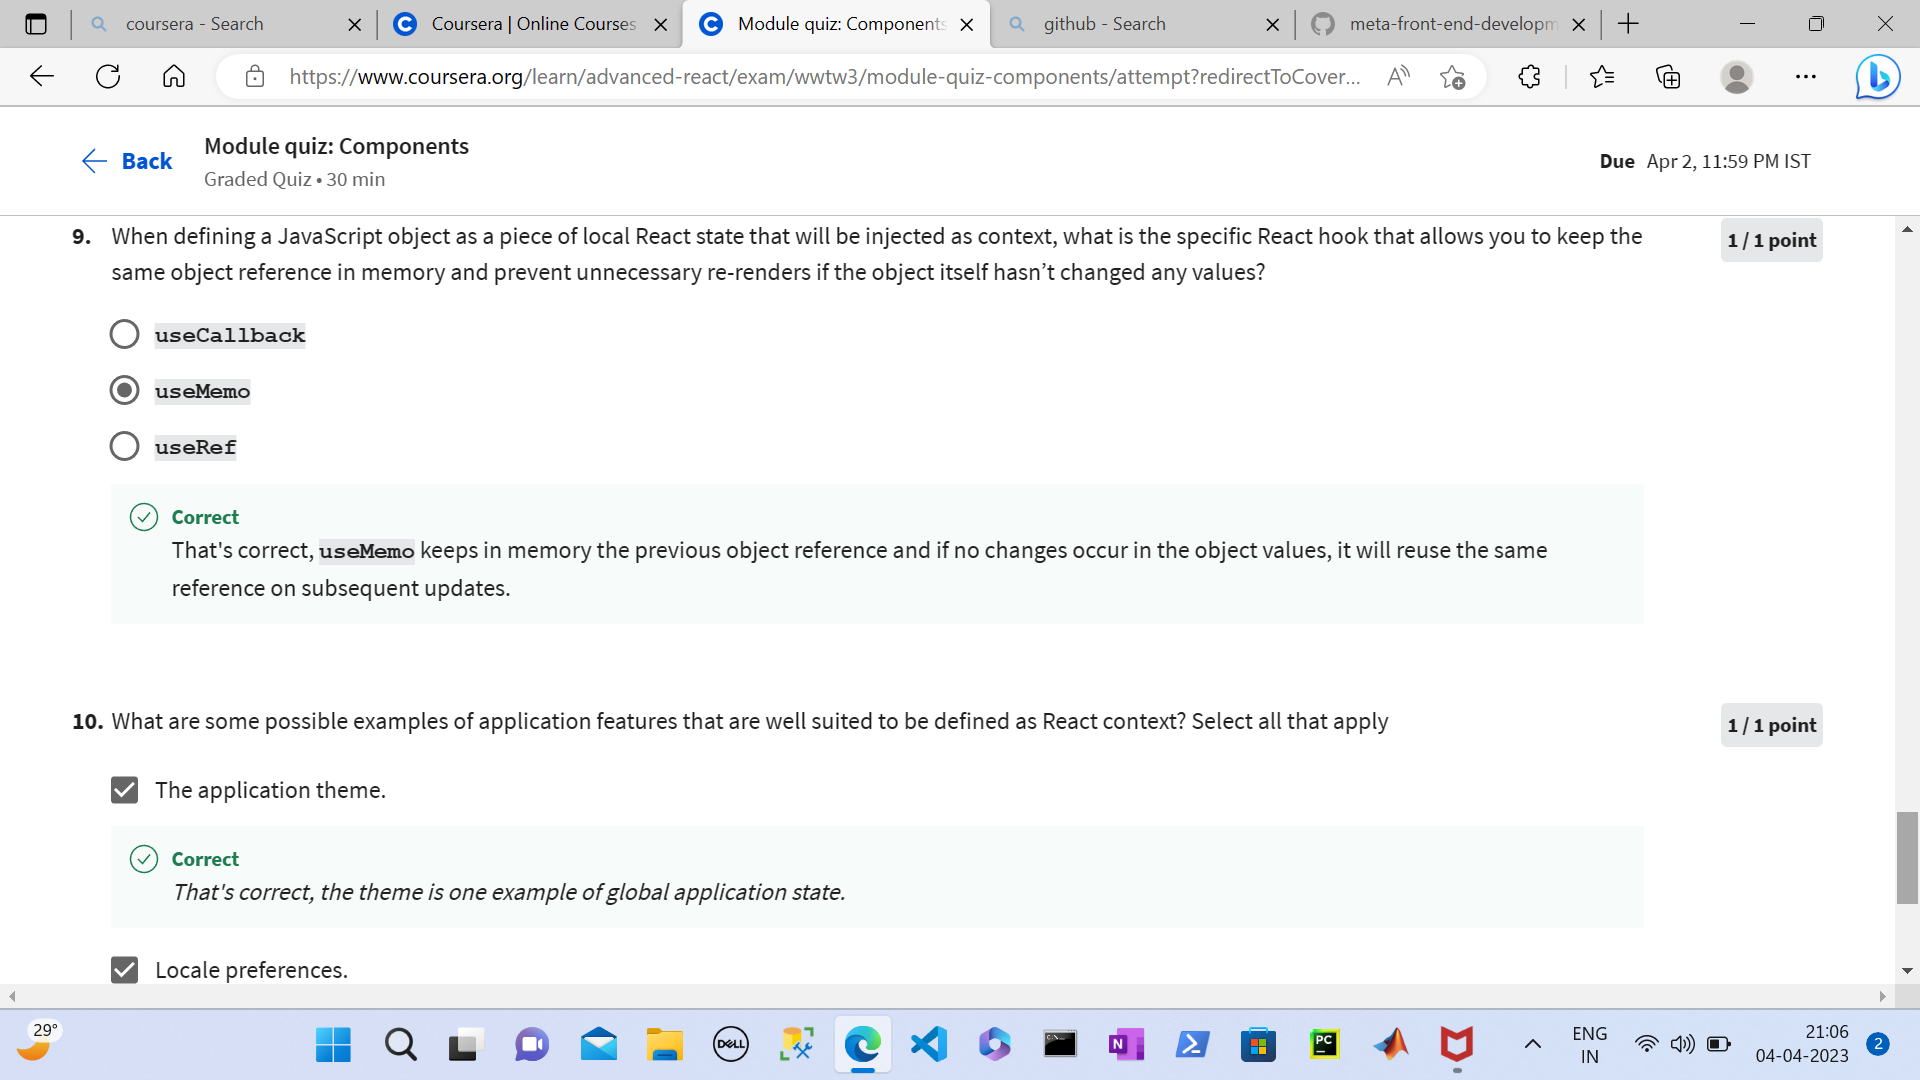 coursera - Search
Coursera | Online Courses
Module quiz: Components
github - Search
meta-front-end-developm
https://www.coursera.org/learn/advanced-react/exam/wwtw3/module-quiz-components/attempt?redirectToCover...
Back
Module quiz: Components
Graded Quiz • 30 min
Due Apr 2, 11:59 PM IST
9. When defining a JavaScript object as a piece of local React state that will be injected as context, what is the specific React hook that allows you to keep the
same object reference in memory and prevent unnecessary re-renders if the object itself hasn’t changed any values?
1 / 1 point
useCallback
useMemo
useRef
Correct
That's correct, useMemo keeps in memory the previous object reference and if no changes occur in the object values, it will reuse the same
reference on subsequent updates.
10. What are some possible examples of application features that are well suited to be defined as React context? Select all that apply
1 / 1 point
The application theme.
Correct
That's correct, the theme is one example of global application state.
Locale preferences.
29°
DELL
N
PC
ENG
IN
21:06
04-04-2023
2